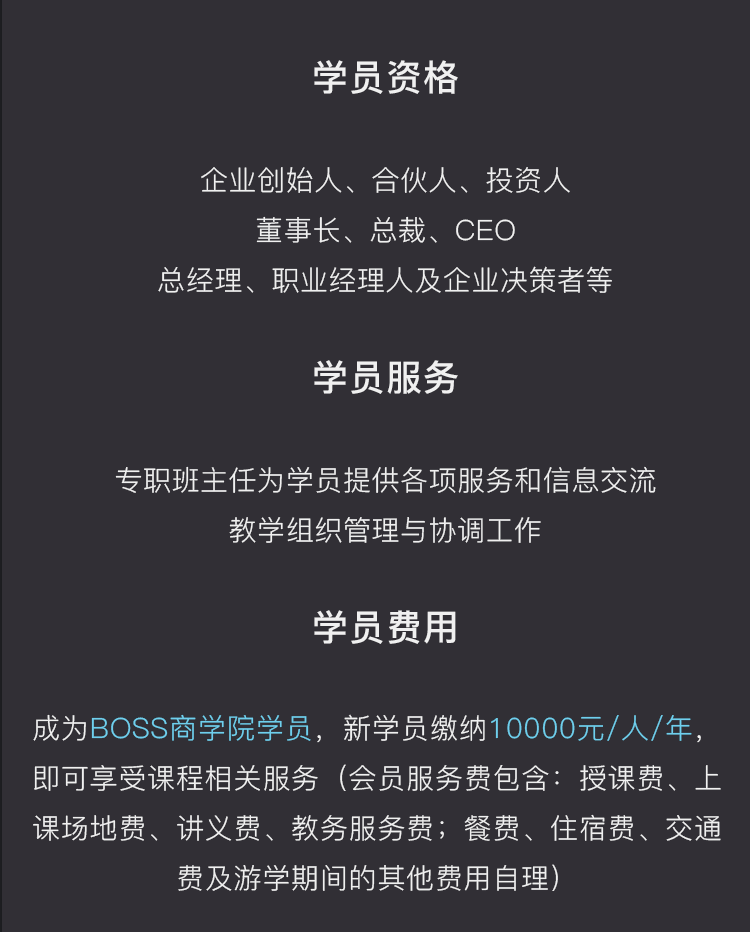 学员资格
企业创始人、合伙人、投资人
董事长、总裁、CEO
总经理、职业经理人及企业决策者等
学员服务
专职班主任为学员提供各项服务和信息交流
教学组织管理与协调工作
学员费用
成为BOSS商学院学员，新学员缴纳10000元/人/年，
即可享受课程相关服务（会员服务费包含：授课费、上
课场地费、讲义费、教务服务费；餐费、住宿费、交通
费及游学期间的其他费用自理）